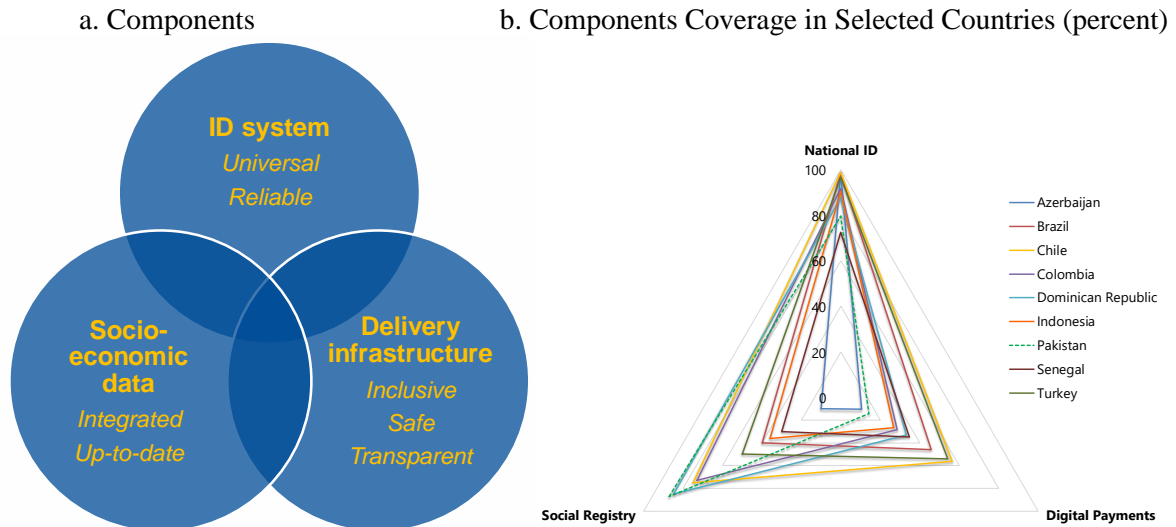 a. Components
b. Components Coverage in Selected Countries (percent)
ID system
Universal
Reliable
Socio-
economic
data
Integrated
Up-to-date
Delivery
infrastructure
Inclusive
Safe
Transparent
National ID
100
80
60
40
20
0
Social Registry
Digital Payments
Azerbaijan
Brazil
Chile
Colombia
Dominican Republic
Indonesia
Pakistan
Senegal
Turkey